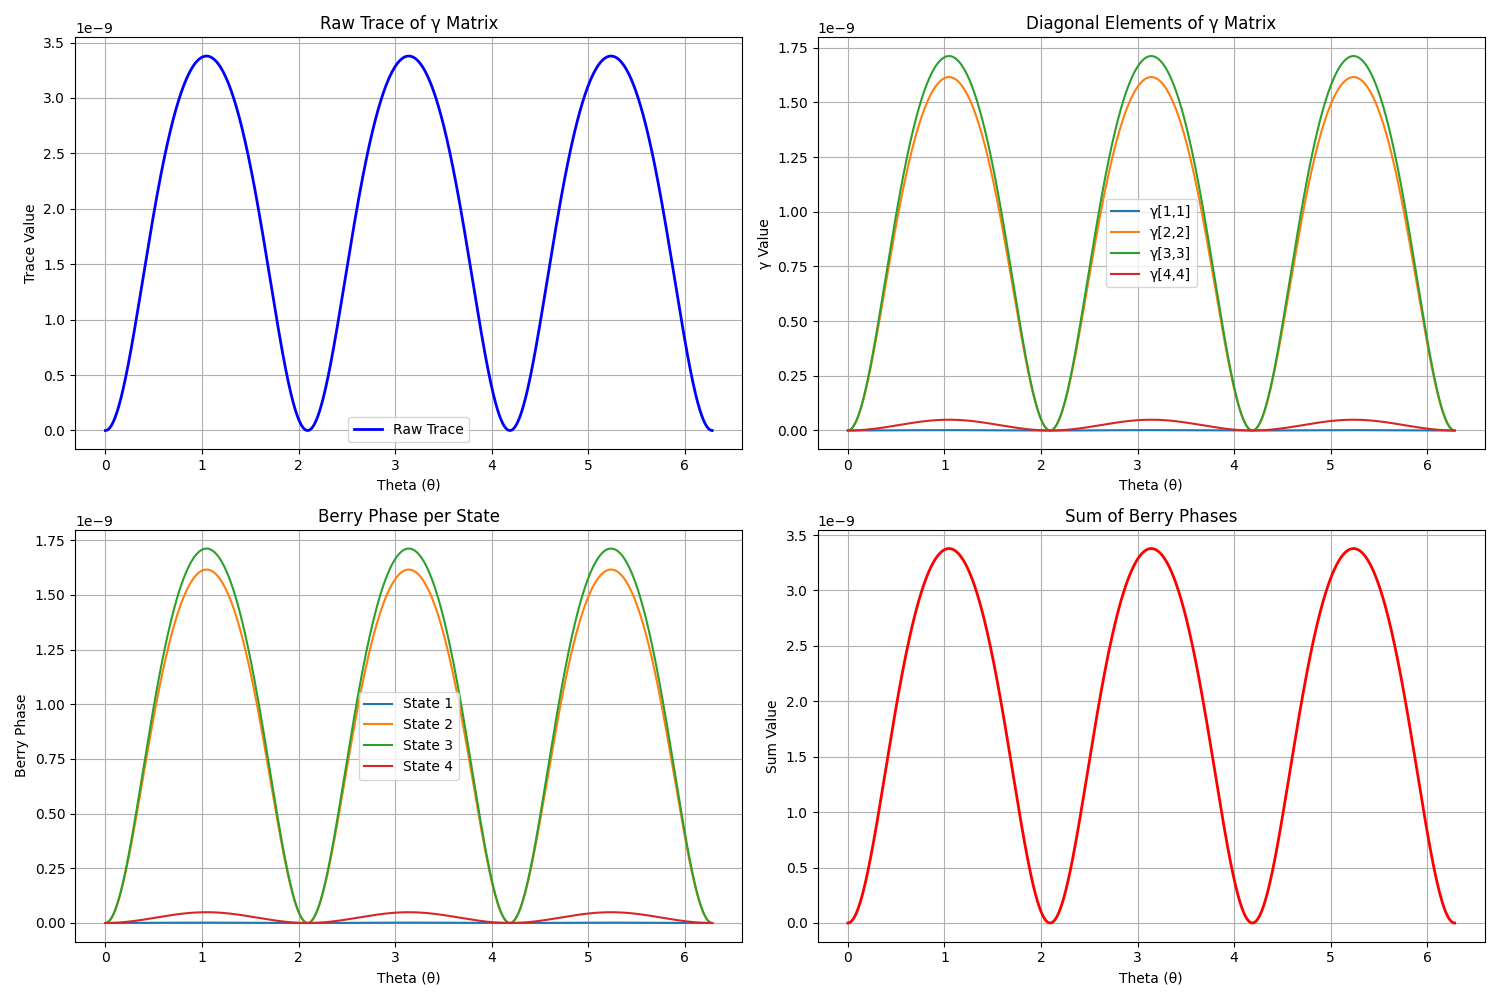 Raw Trace of γ Matrix
1e−9
3.5
3.0
2.5
2.0
1.5
1.0
0.5
0.0
Trace Value
Raw Trace
0 1 2 3 4 5 6
Theta (θ)
Diagonal Elements of γ Matrix
1e−9
1.75
1.50
1.25
1.00
0.75
0.50
0.25
0.00
γ Value
γ[1,1]
γ[2,2]
γ[3,3]
γ[4,4]
0 1 2 3 4 5 6
Theta (θ)
Berry Phase per State
1e−9
1.75
1.50
1.25
1.00
0.75
0.50
0.25
0.00
Berry Phase
State 1
State 2
State 3
State 4
0 1 2 3 4 5 6
Theta (θ)
Sum of Berry Phases
1e−9
3.5
3.0
2.5
2.0
1.5
1.0
0.5
0.0
Sum Value
0 1 2 3 4 5 6
Theta (θ)